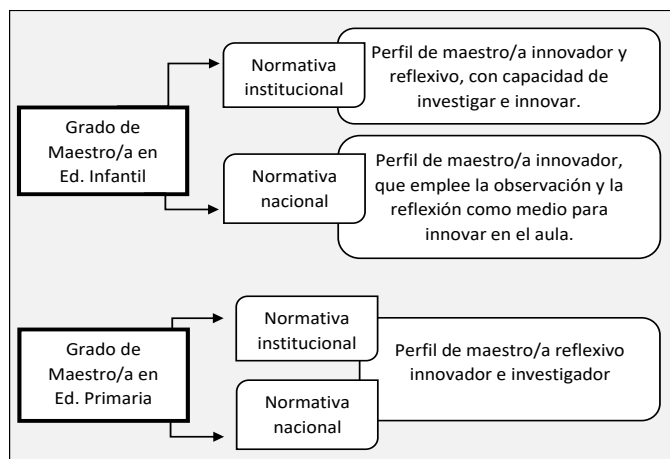 Grado de
Maestro/a en
Ed. Infantil
Normativa
institucional
Perfil de maestro/a innovador y
reflexivo, con capacidad de
investigar e innovar.
Normativa
nacional
Perfil de maestro/a innovador,
que emplee la observación y la
reflexión como medio para
innovar en el aula.
Grado de
Maestro/a en
Ed. Primaria
Normativa
institucional
Normativa
nacional
Perfil de maestro/a reflexivo
innovador e investigador